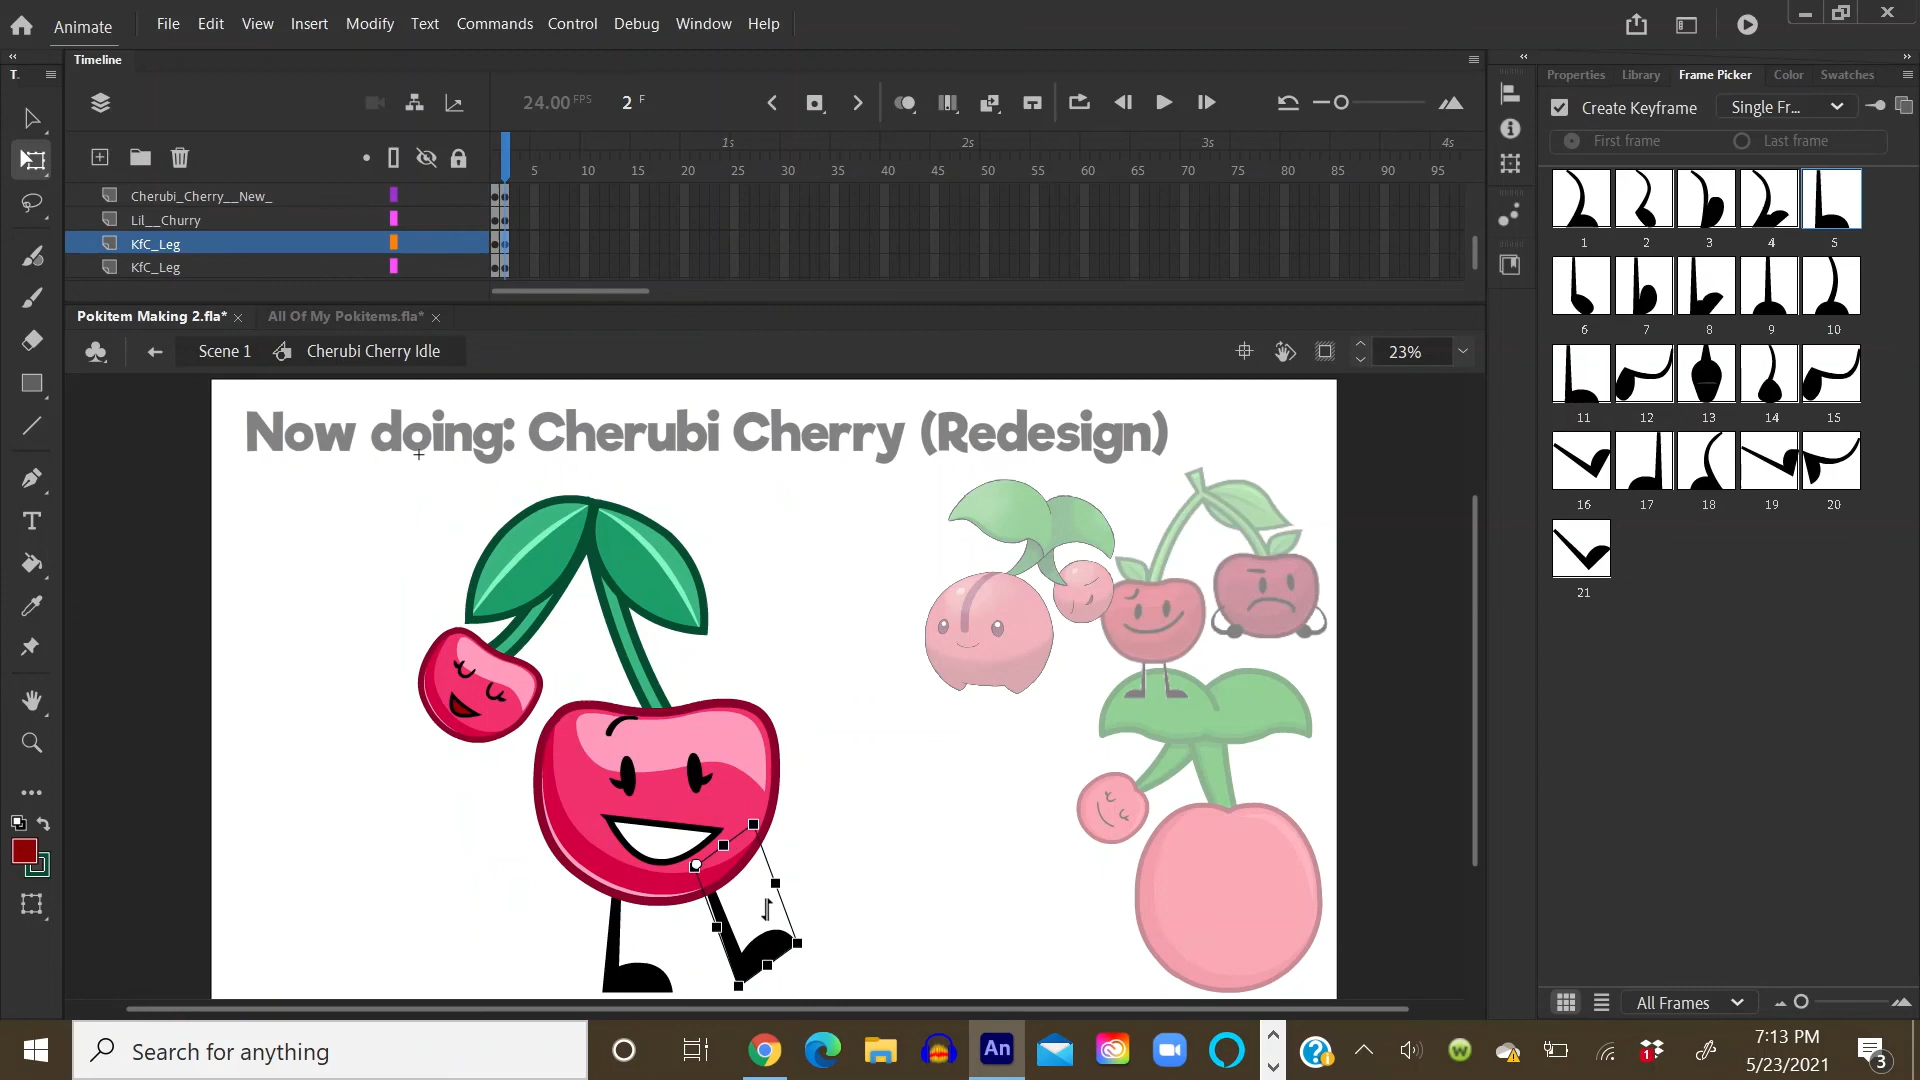 Animate File Edit View Insert Modify Text Commands Control Debug Window Help
T. Timeline Properties Library Frame Picker Color Swatches
24.00 FPS 2 F
Create Keyframe Single Fr...
First frame Last frame
1s 2s 3s 4s
5 10 15 20 25 30 35 40 45 50 55 60 65 70 75 80 85 90 95
Cherubi_Cherry__New_
Lil__Churry
KfC_Leg
KfC_Leg
1 2 3 4 5
6 7 8 9 10
11 12 13 14 15
16 17 18 19 20
21
Pokitem Making 2.fla* All Of My Pokitems.fla*
Scene 1 Cherubi Cherry Idle 23%
Now doing: Cherubi Cherry (Redesign)
All Frames
Search for anything
An
1
7:13 PM
5/23/2021
3